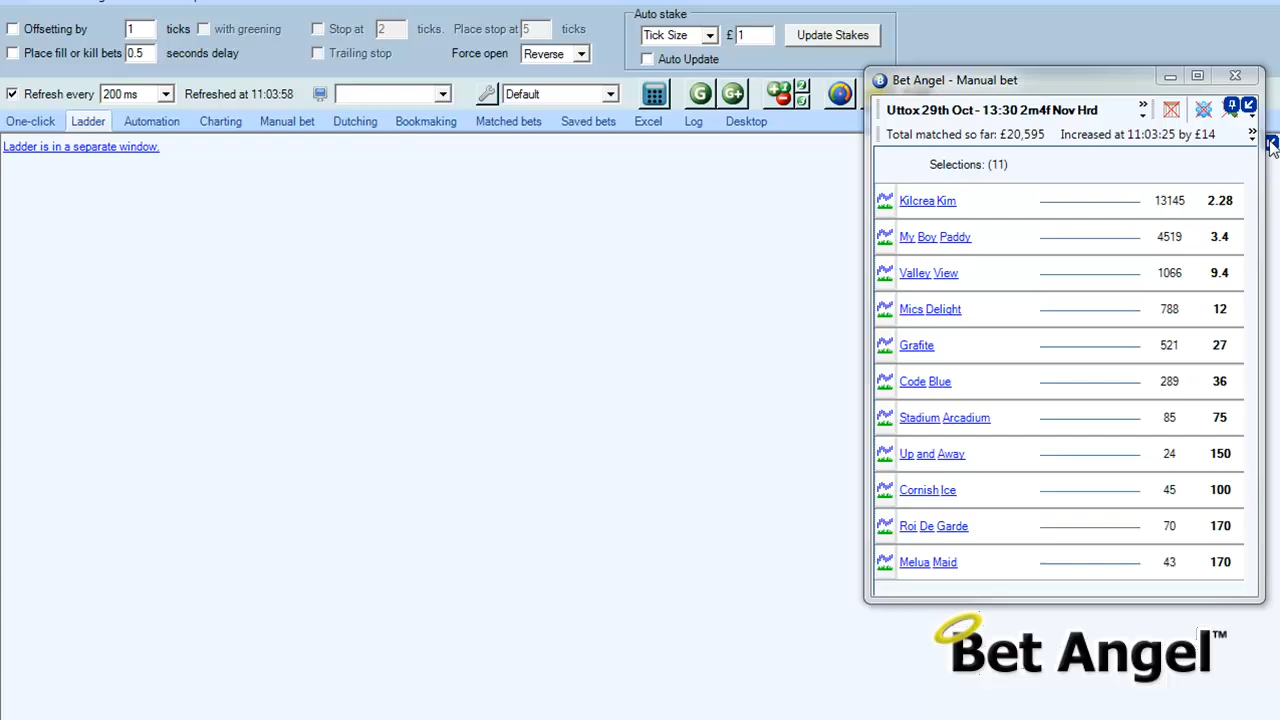 Offsetting by 1 ticks with greening Stop at 2 ticks. Place stop at 5 ticks
Place fill or kill bets 0.5 seconds delay Trailing stop Force open Reverse
Auto stake
Tick Size £ 1 Update Stakes
Auto Update
Refresh every 200 ms Refreshed at 11:03:58 Default G G+
One-click Ladder Automation Charting Manual bet Dutching Bookmaking Matched bets Saved bets Excel Log Desktop
Ladder is in a separate window.
Bet Angel - Manual bet
Uttox 29th Oct - 13:30 2m4f Nov Hrd
Total matched so far: £20,595 Increased at 11:03:25 by £14
Selections: (11)
Kilcrea Kim 13145 2.28
My Boy Paddy 4519 3.4
Valley View 1066 9.4
Mics Delight 788 12
Grafite 521 27
Code Blue 289 36
Stadium Arcadium 85 75
Up and Away 24 150
Cornish Ice 45 100
Roi De Garde 70 170
Melua Maid 43 170
Bet Angel™